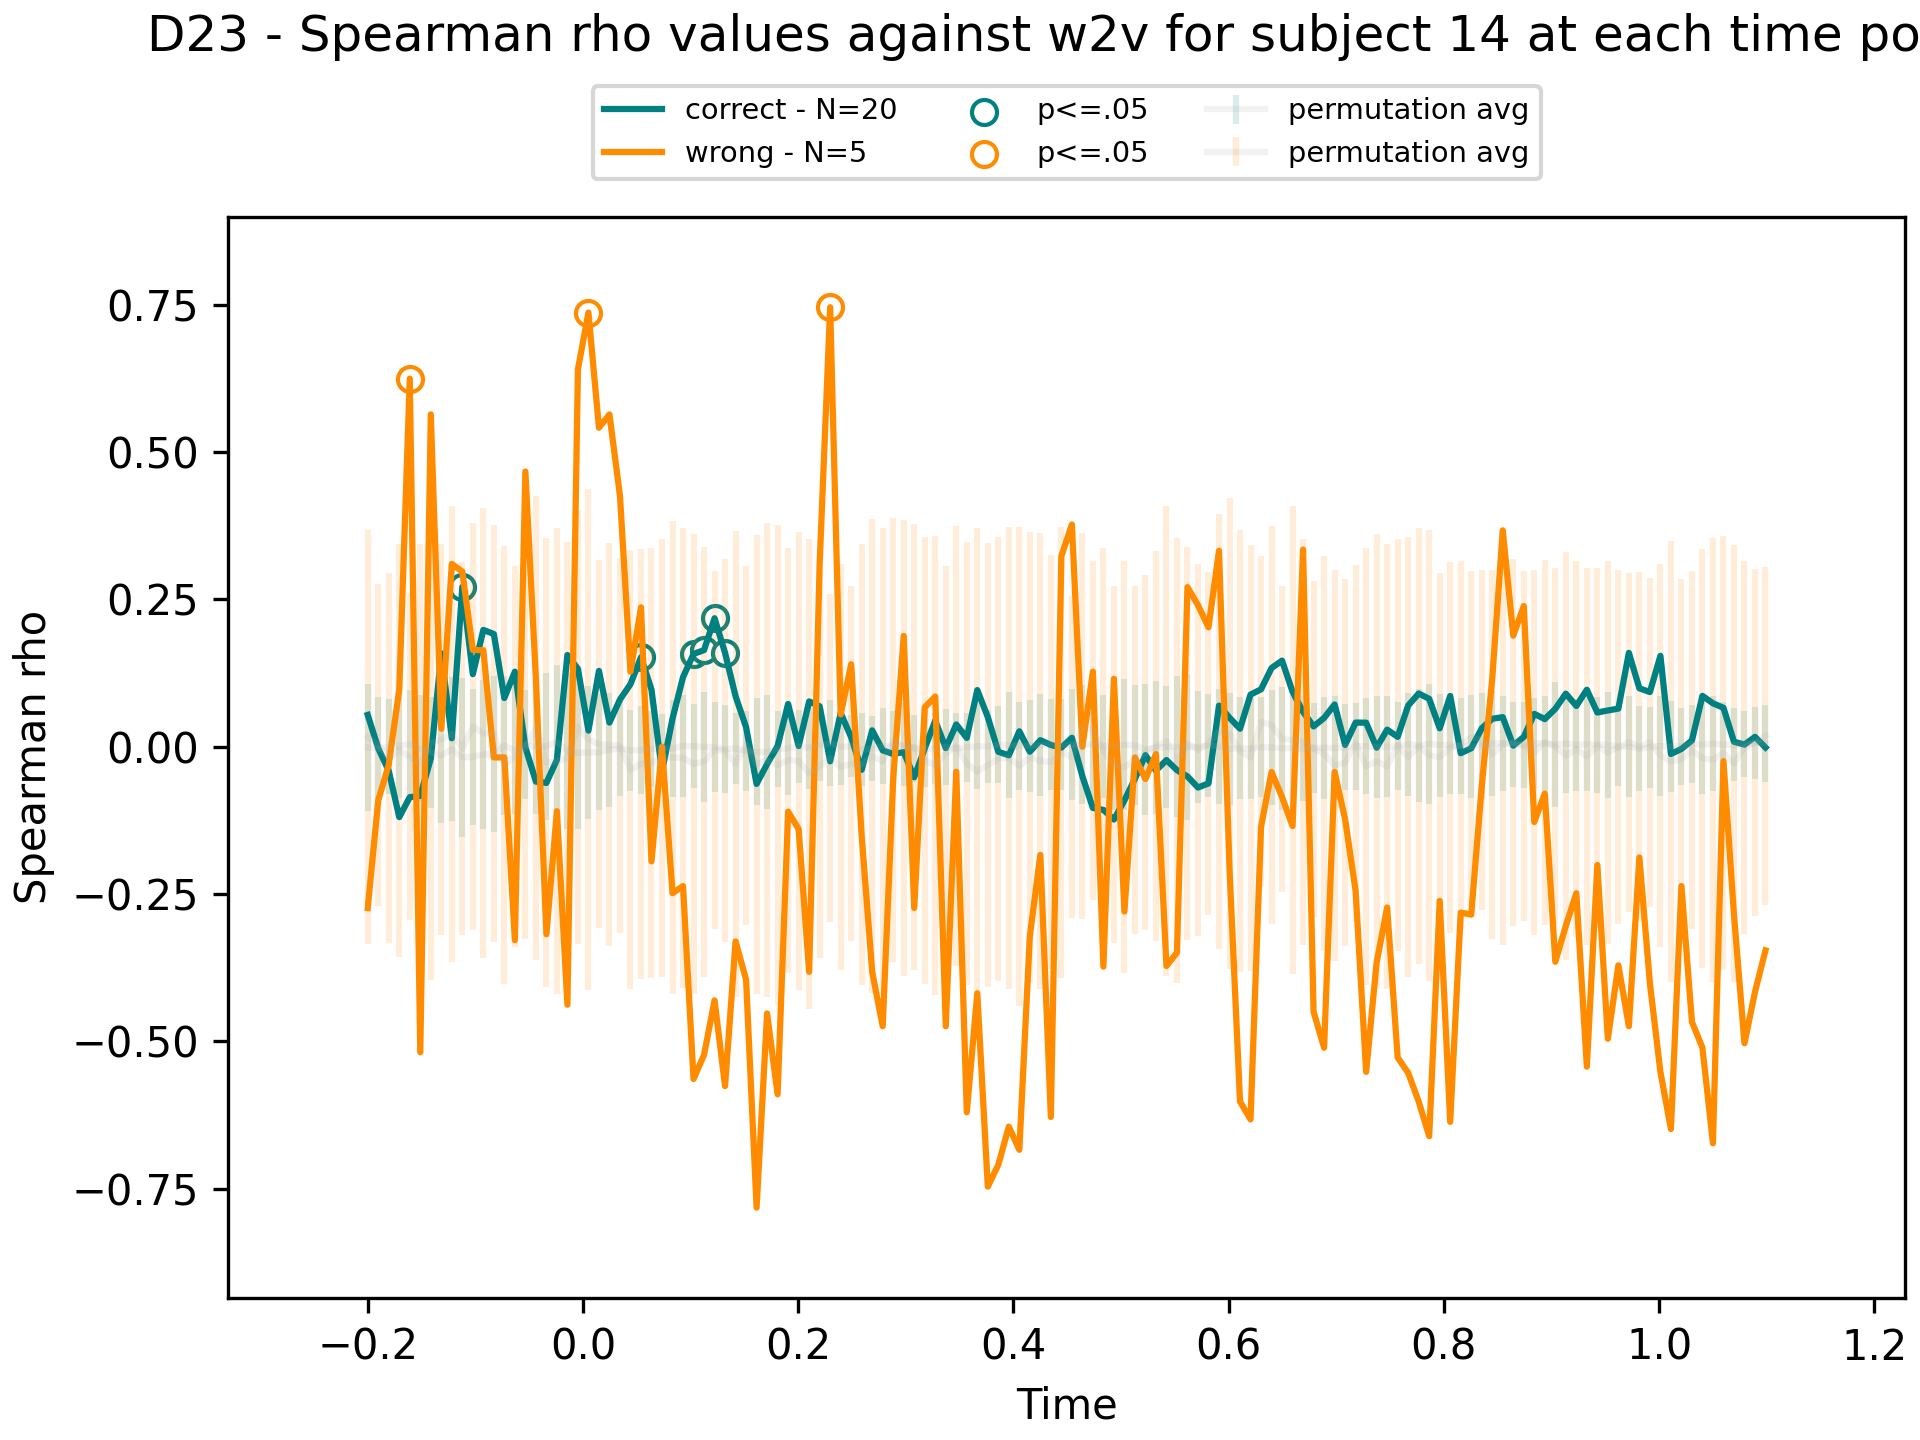 D23 - Spearman rho values against w2v for subject 14 at each time po
correct - N=20 p<=.05 permutation avg
wrong - N=5 p<=.05 permutation avg
Spearman rho
0.75
0.50
0.25
0.00
−0.25
−0.50
−0.75
−0.2 0.0 0.2 0.4 0.6 0.8 1.0 1.2
Time